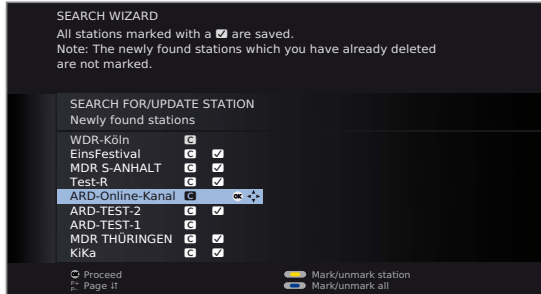 SEARCH WIZARD
All stations marked with a ✓ are saved.
Note: The newly found stations which you have already deleted
are not marked.
SEARCH FOR/UPDATE STATION
Newly found stations
WDR-Köln C
EinsFestival C ✓
MDR S-ANHALT C ✓
Test-R C ✓
ARD-Online-Kanal C OK
ARD-TEST-2 C ✓
ARD-TEST-1 C
MDR THÜRINGEN C ✓
KiKa C ✓
OK Proceed
P+ P- Page ↓↑
Mark/unmark station
Mark/unmark all